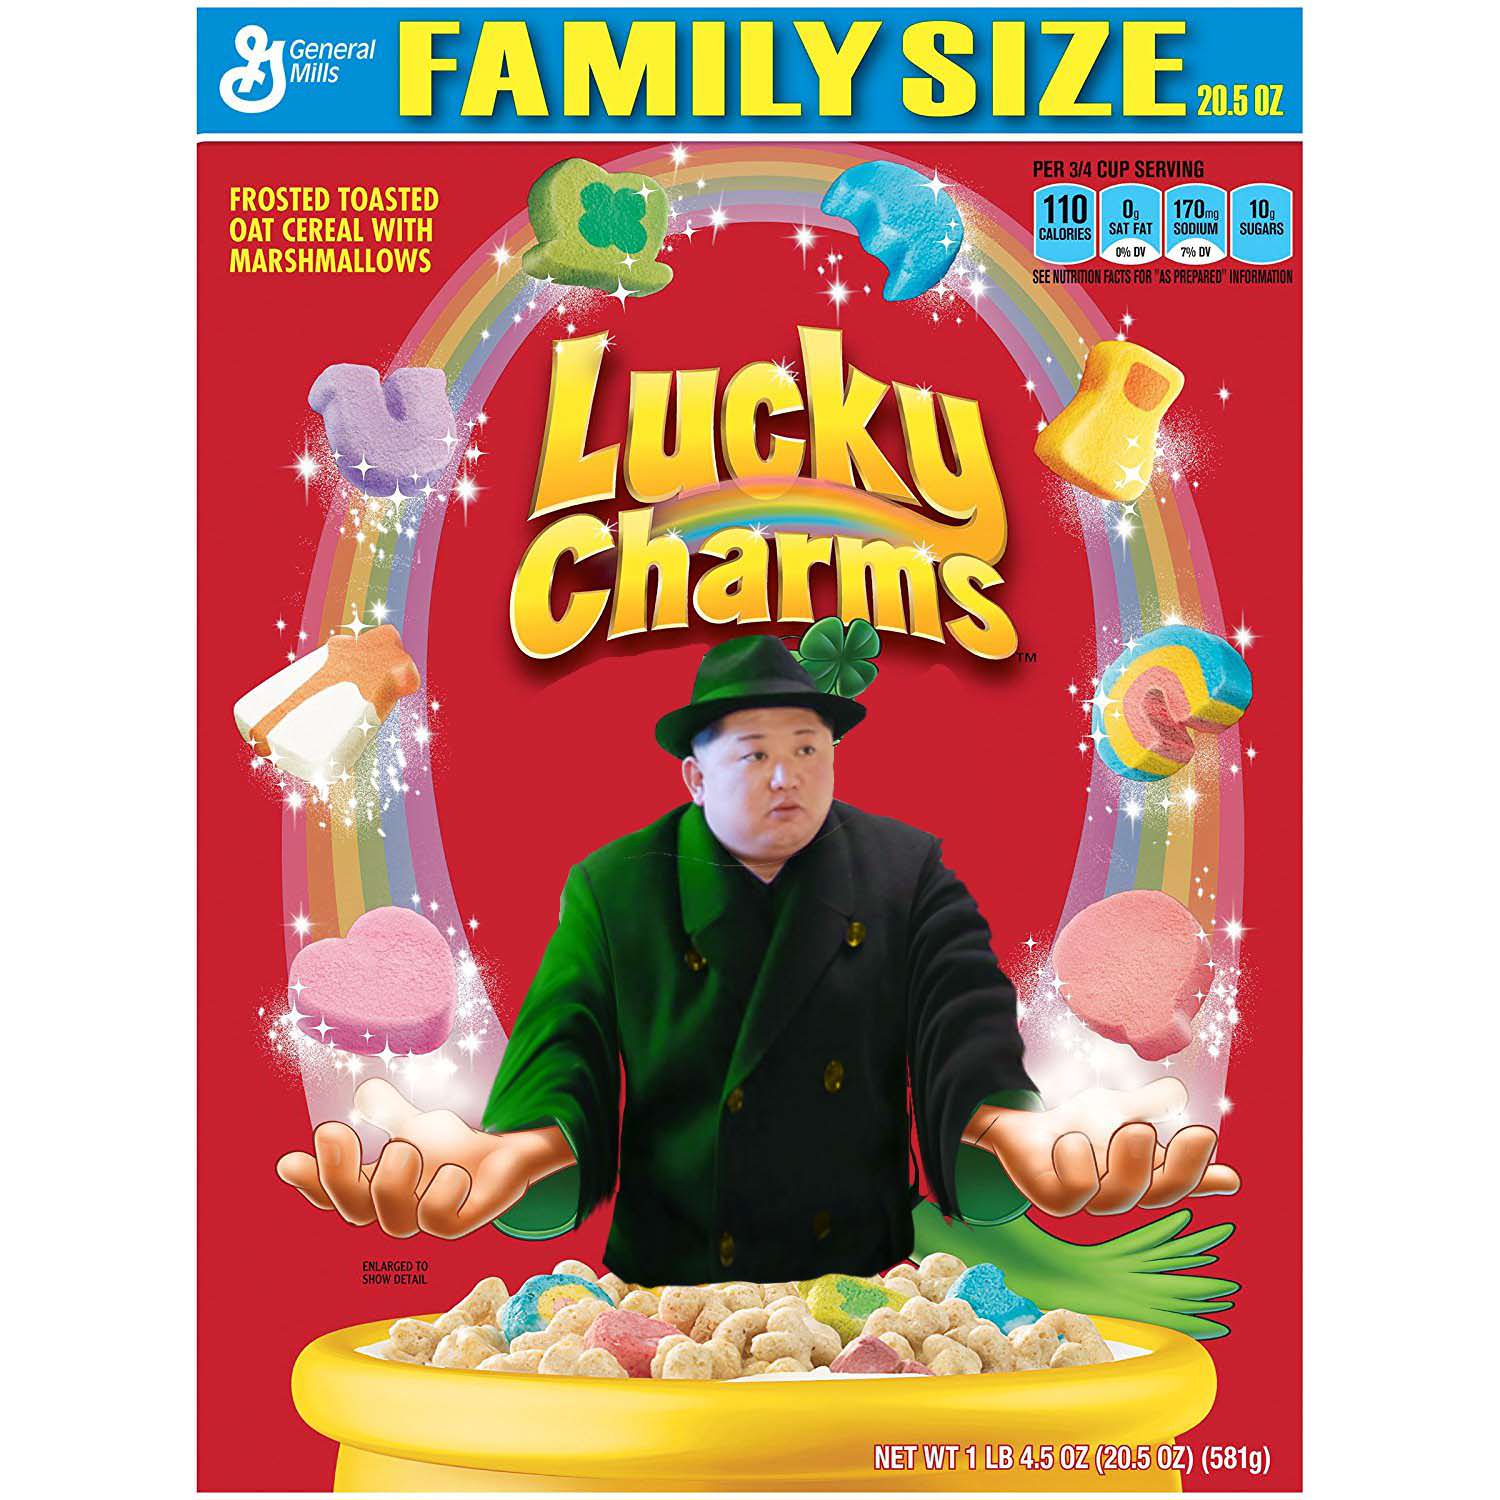 General
Mills
FAMILY SIZE
20.5 OZ
FROSTED TOASTED
OAT CEREAL WITH
MARSHMALLOWS
PER 3/4 CUP SERVING
110
CALORIES
0g
SAT FAT
0% DV
170mg
SODIUM
7% DV
10g
SUGARS
SEE NUTRITION FACTS FOR "AS PREPARED" INFORMATION
Lucky
Charms
TM
ENLARGED TO
SHOW DETAIL
NET WT 1 LB 4.5 OZ (20.5 OZ) (581g)